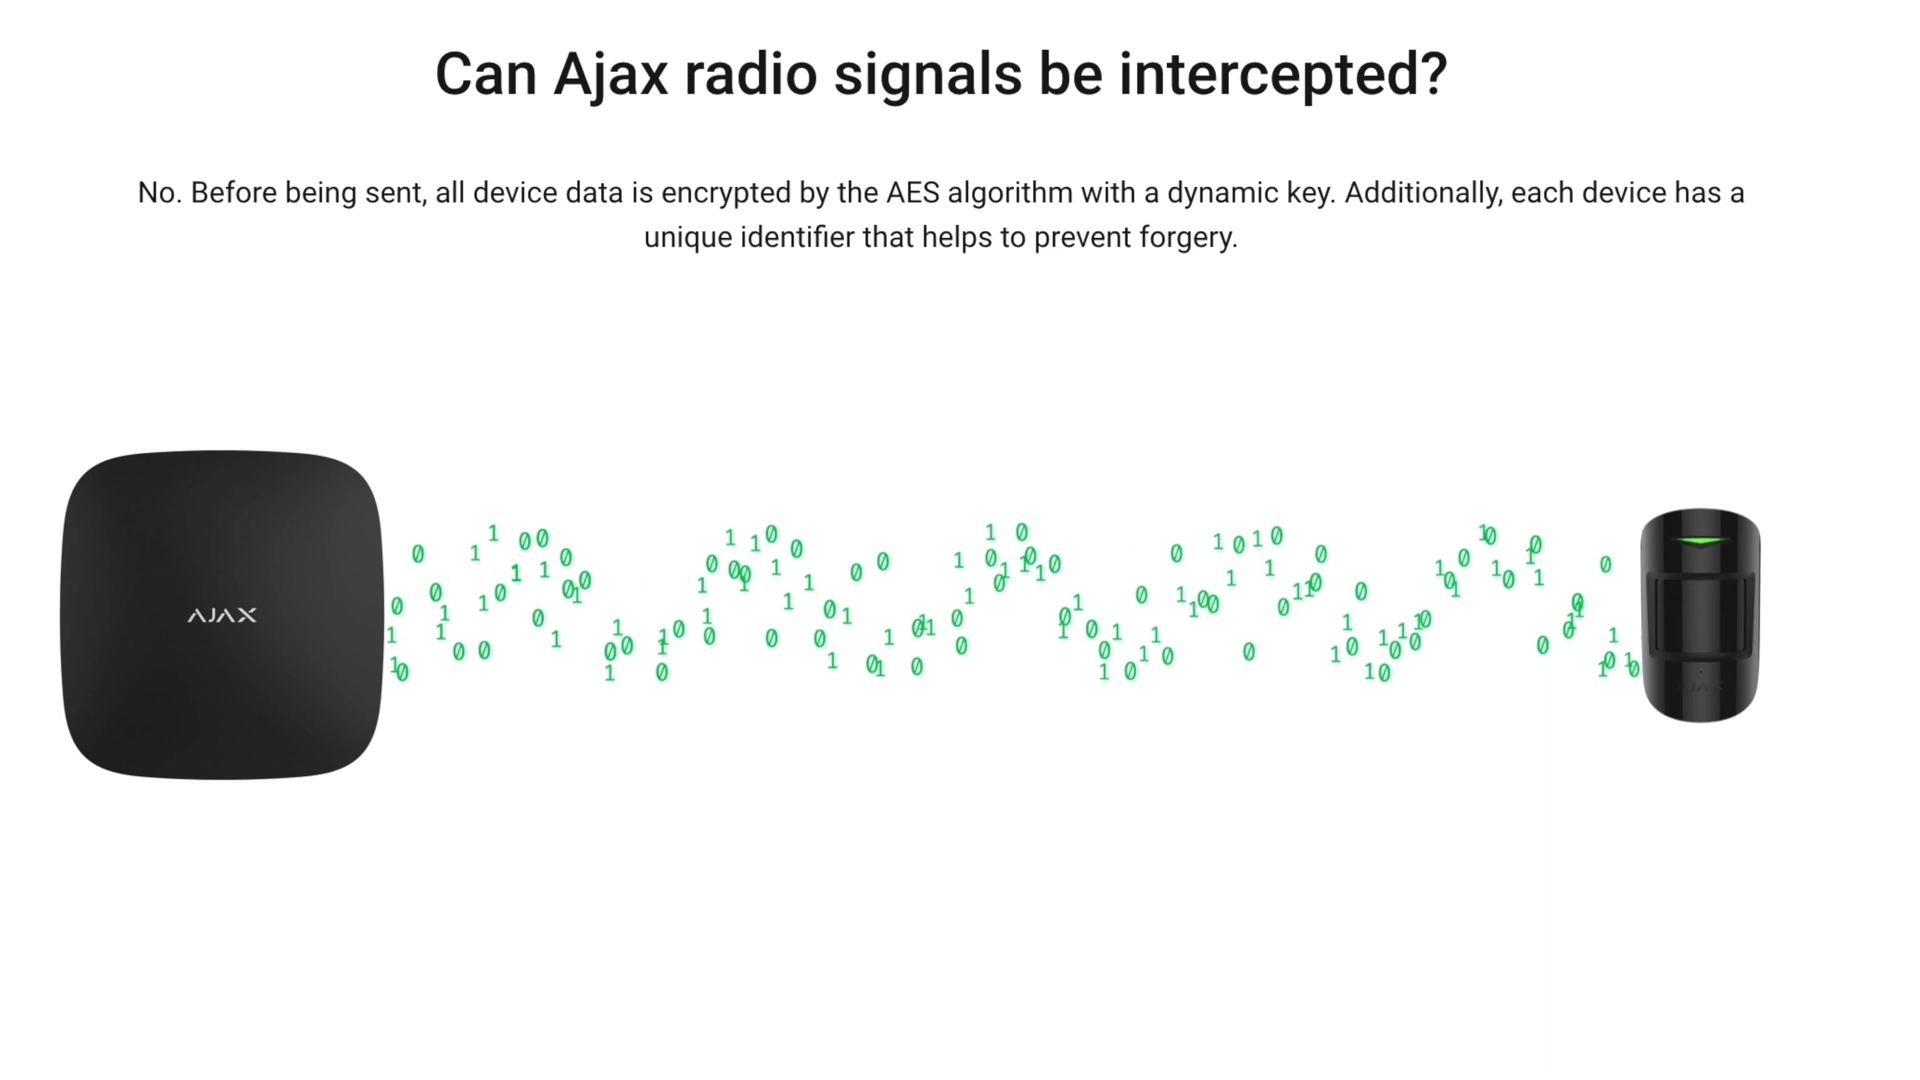 Can Ajax radio signals be intercepted?
No. Before being sent, all device data is encrypted by the AES algorithm with a dynamic key. Additionally, each device has a
unique identifier that helps to prevent forgery.
AJAX
AJAX